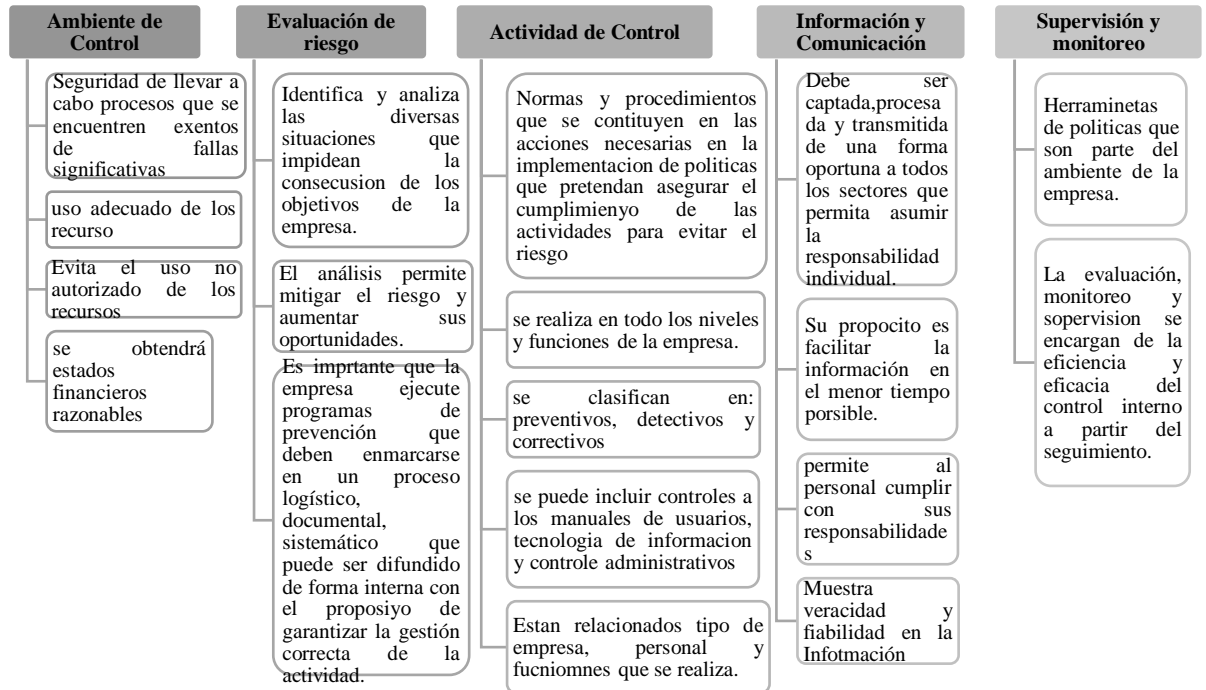 Ambiente de
Control
Seguridad de llevar a
cabo procesos que se
encuentren exentos
de fallas
significativas
uso adecuado de los
recurso
Evita el uso no
autorizado de los
recursos
se obtendrá
estados
financieros
razonables
Evaluación de
riesgo
Identifica y analiza
las diversas
situaciones que
impidean la
consecusion de los
objetivos de la
empresa.
El análisis permite
mitigar el riesgo y
aumentar sus
oportunidades.
Es imprtante que la
empresa ejecute
programas de
prevención que
deben enmarcarse
en un proceso
logístico,
documental,
sistemático que
puede ser difundido
de forma interna con
el proposiyo de
garantizar la gestión
correcta de la
actividad.
Actividad de Control
Normas y procedimientos
que se contituyen en las
acciones necesarias en la
implementacion de politicas
que pretendan asegurar el
cumplimienyo de las
actividades para evitar el
riesgo
se realiza en todo los niveles
y funciones de la empresa.
se clasifican en:
preventivos, detectivos y
correctivos
se puede incluir controles a
los manuales de usuarios,
tecnologia de informacion
y controle administrativos
Estan relacionados tipo de
empresa, personal y
fucniomnes que se realiza.
Información y
Comunicación
Debe ser
captada,procesa
da y transmitida
de una forma
oportuna a todos
los sectores que
permita asumir
la
responsabilidad
individual.
Su propocito es
facilitar la
información en
el menor tiempo
porsible.
permite al
personal cumplir
con sus
responsabilidade
s
Muestra
veracidad y
fiabilidad en la
Infotmación
Supervisión y
monitoreo
Herraminetas
de politicas que
son parte del
ambiente de la
empresa.
La evaluación,
monitoreo y
sopervision se
encargan de la
eficiencia y
eficacia del
control interno
a partir del
seguimiento.